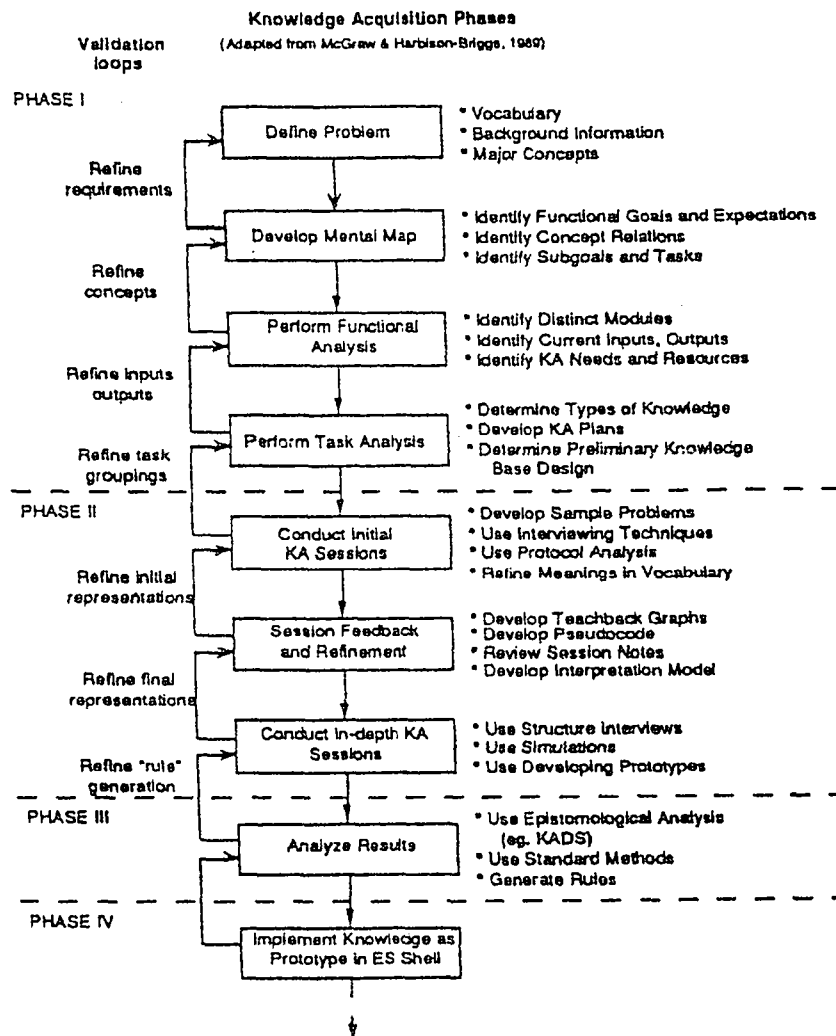 Knowledge Acquisition Phases
(Adapted from McGraw & Harbison-Briggs, 1989)
Validation
loops
PHASE I
Define Problem
* Vocabulary
* Background Information
* Major Concepts
Refine
requirements
Develop Mental Map
* Identify Functional Goals and Expectations
* Identify Concept Relations
* Identify Subgoals and Tasks
Refine
concepts
Perform Functional
Analysis
* Identify Distinct Modules
* Identify Current Inputs, Outputs
* Identify KA Needs and Resources
Refine Inputs
outputs
Perform Task Analysis
* Determine Types of Knowledge
* Develop KA Plans
* Determine Preliminary Knowledge
Base Design
Refine task
groupings
PHASE II
Conduct Initial
KA Sessions
* Develop Sample Problems
* Use Interviewing Techniques
* Use Protocol Analysis
* Refine Meanings in Vocabulary
Refine initial
representations
Session Feedback
and Refinement
* Develop Teachback Graphs
* Develop Pseudocode
* Review Session Notes
* Develop Interpretation Model
Refine final
representations
Conduct In-depth KA
Sessions
* Use Structure Interviews
* Use Simulations
* Use Developing Prototypes
Refine "rule"
generation
PHASE III
Analyze Results
* Use Epistomological Analysis
(eg. KADS)
* Use Standard Methods
* Generate Rules
PHASE IV
Implement Knowledge as
Prototype in ES Shell